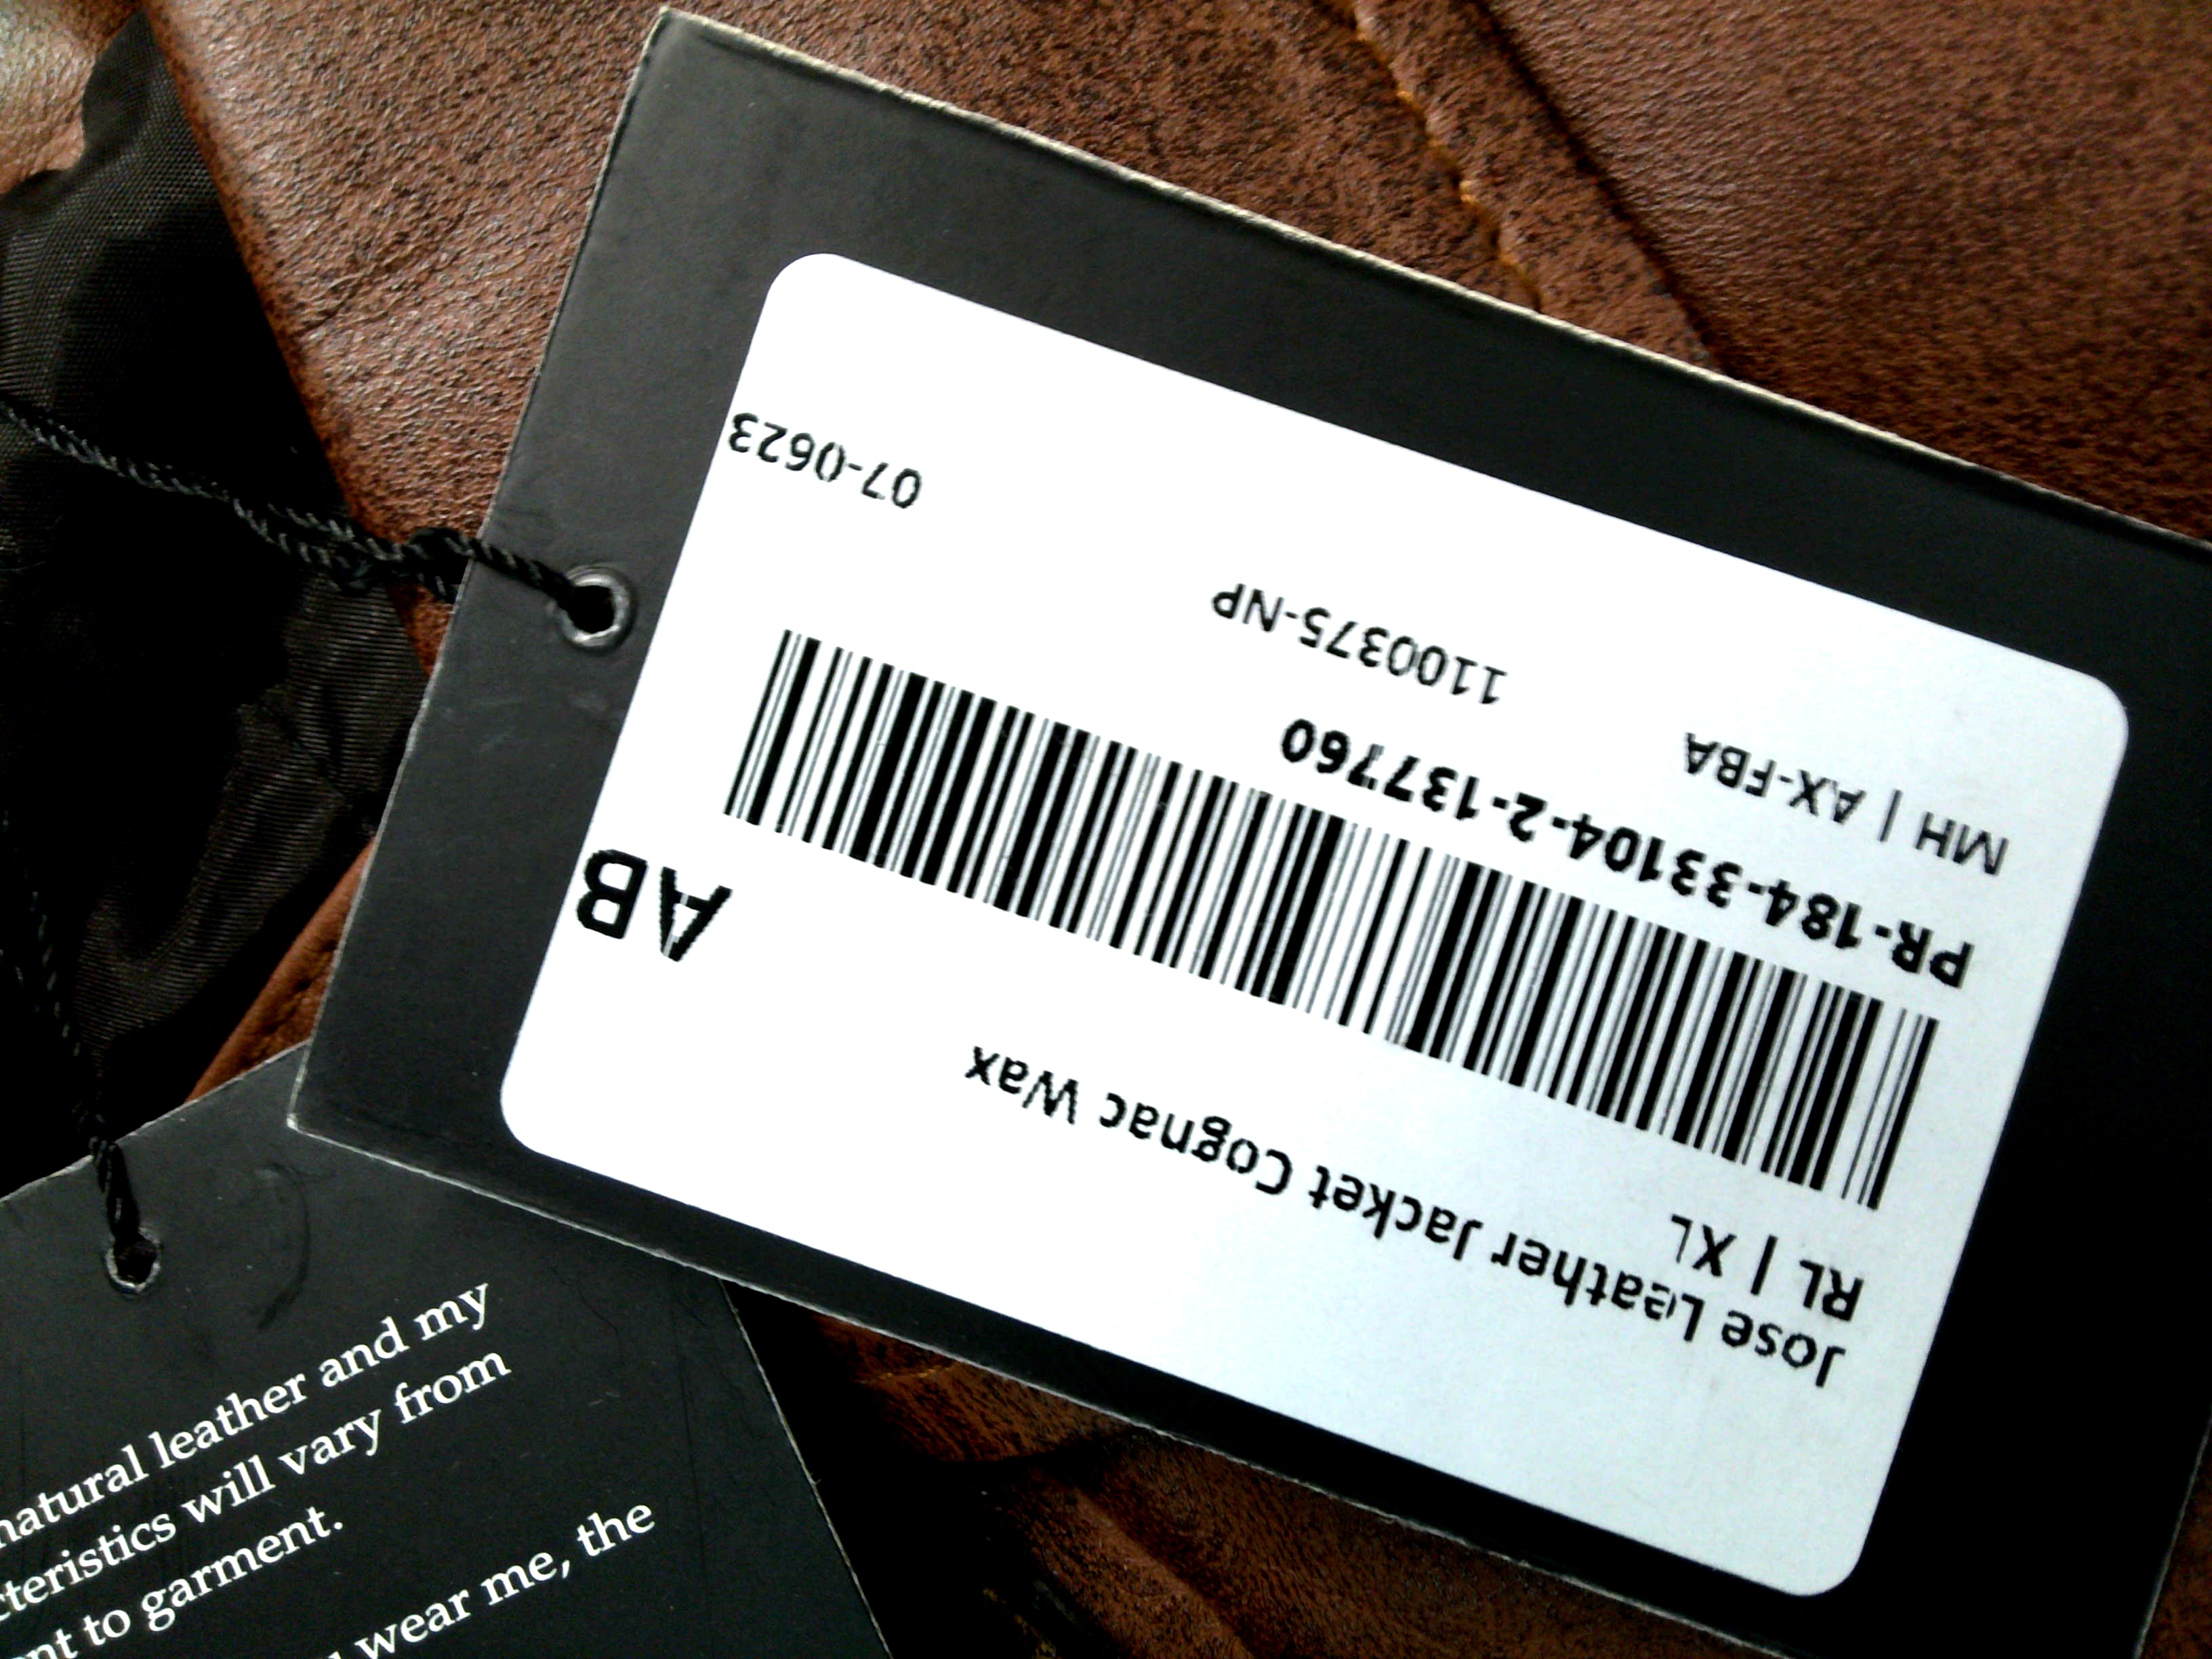 Jose Leather Jacket Cognac Wax
RL | XL
AB
PR-184-33104-2-137760
MH | AX-FBA
1100375-NP
07-0623
natural leather and my
cteristics will vary from
nt to garment.
wear me, the